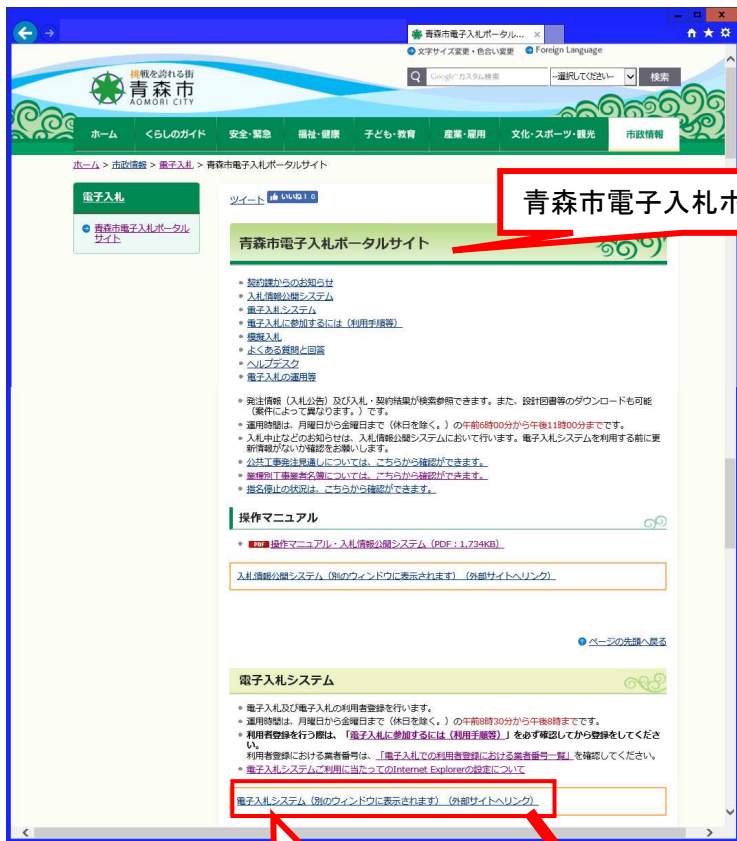 青森市電子入札ポータル... ×
文字サイズ変更・色合い変更 Foreign Language
挑戦を誇れる街
青森市
AOMORI CITY
Google カスタム検索 --選択してください-- 検索
ホーム くらしのガイド 安全・緊急 福祉・健康 子ども・教育 産業・雇用 文化・スポーツ・観光 市政情報
ホーム > 市政情報 > 電子入札 > 青森市電子入札ポータルサイト
電子入札
青森市電子入札ポータル
サイト
ツイート いいね! 0
青森市電子入札ポ
青森市電子入札ポータルサイト
契約課からのお知らせ
入札情報公開システム
電子入札システム
電子入札に参加するには（利用手順等）
模擬入札
よくある質問と回答
ヘルプデスク
電子入札の運用等
発注情報（入札公告）及び入札・契約結果が検索参照できます。また、設計図書等のダウンロードも可能
（案件によって異なります。）です。
運用時間は、月曜日から金曜日まで（休日を除く。）の午前6時00分から午後11時00分までです。
入札中止などのお知らせは、入札情報公開システムにおいて行います。電子入札システムを利用する前に更
新情報がないか確認をお願いします。
公共工事発注見通しについては、こちらから確認ができます。
業種別工事業者名簿については、こちらから確認ができます。
指名停止の状況は、こちらから確認ができます。
操作マニュアル
PDF 操作マニュアル・入札情報公開システム（PDF：1,734KB）
入札情報公開システム（別のウィンドウに表示されます）（外部サイトへリンク）
ページの先頭へ戻る
電子入札システム
電子入札及び電子入札の利用者登録を行います。
運用時間は、月曜日から金曜日まで（休日を除く。）の午前8時30分から午後8時までです。
利用者登録を行う際は、「電子入札に参加するには（利用手順等）」を必ず確認してから登録をしてくださ
い。
利用者登録における業者番号は、「電子入札での利用者登録における業者番号一覧」を確認してください。
電子入札システムご利用に当たってのInternet Explorerの設定について
電子入札システム（別のウィンドウに表示されます）（外部サイトへリンク）